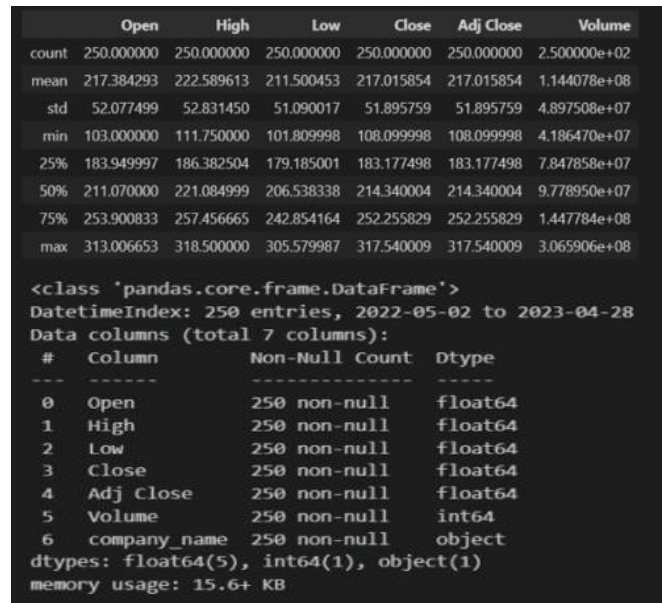 Open High Low Close Adj Close Volume
count 250.000000 250.000000 250.000000 250.000000 250.000000 2.500000e+02
mean 217.384293 222.589613 211.500453 217.015854 217.015854 1.144078e+08
std 52.077499 52.831450 51.090017 51.895759 51.895759 4.897508e+07
min 103.000000 111.750000 101.809998 108.099998 108.099998 4.186470e+07
25% 183.949997 186.382504 179.185001 183.177498 183.177498 7.847858e+07
50% 211.070000 221.084999 206.538338 214.340004 214.340004 9.778950e+07
75% 253.900833 257.456665 242.854164 252.255829 252.255829 1.447784e+08
max 313.006653 318.500000 305.579987 317.540009 317.540009 3.065906e+08
<class 'pandas.core.frame.DataFrame'>
DatetimeIndex: 250 entries, 2022-05-02 to 2023-04-28
Data columns (total 7 columns):
# Column Non-Null Count Dtype
--- ------ -------------- -----
0 Open 250 non-null float64
1 High 250 non-null float64
2 Low 250 non-null float64
3 Close 250 non-null float64
4 Adj Close 250 non-null float64
5 Volume 250 non-null int64
6 company_name 250 non-null object
dtypes: float64(5), int64(1), object(1)
memory usage: 15.6+ KB